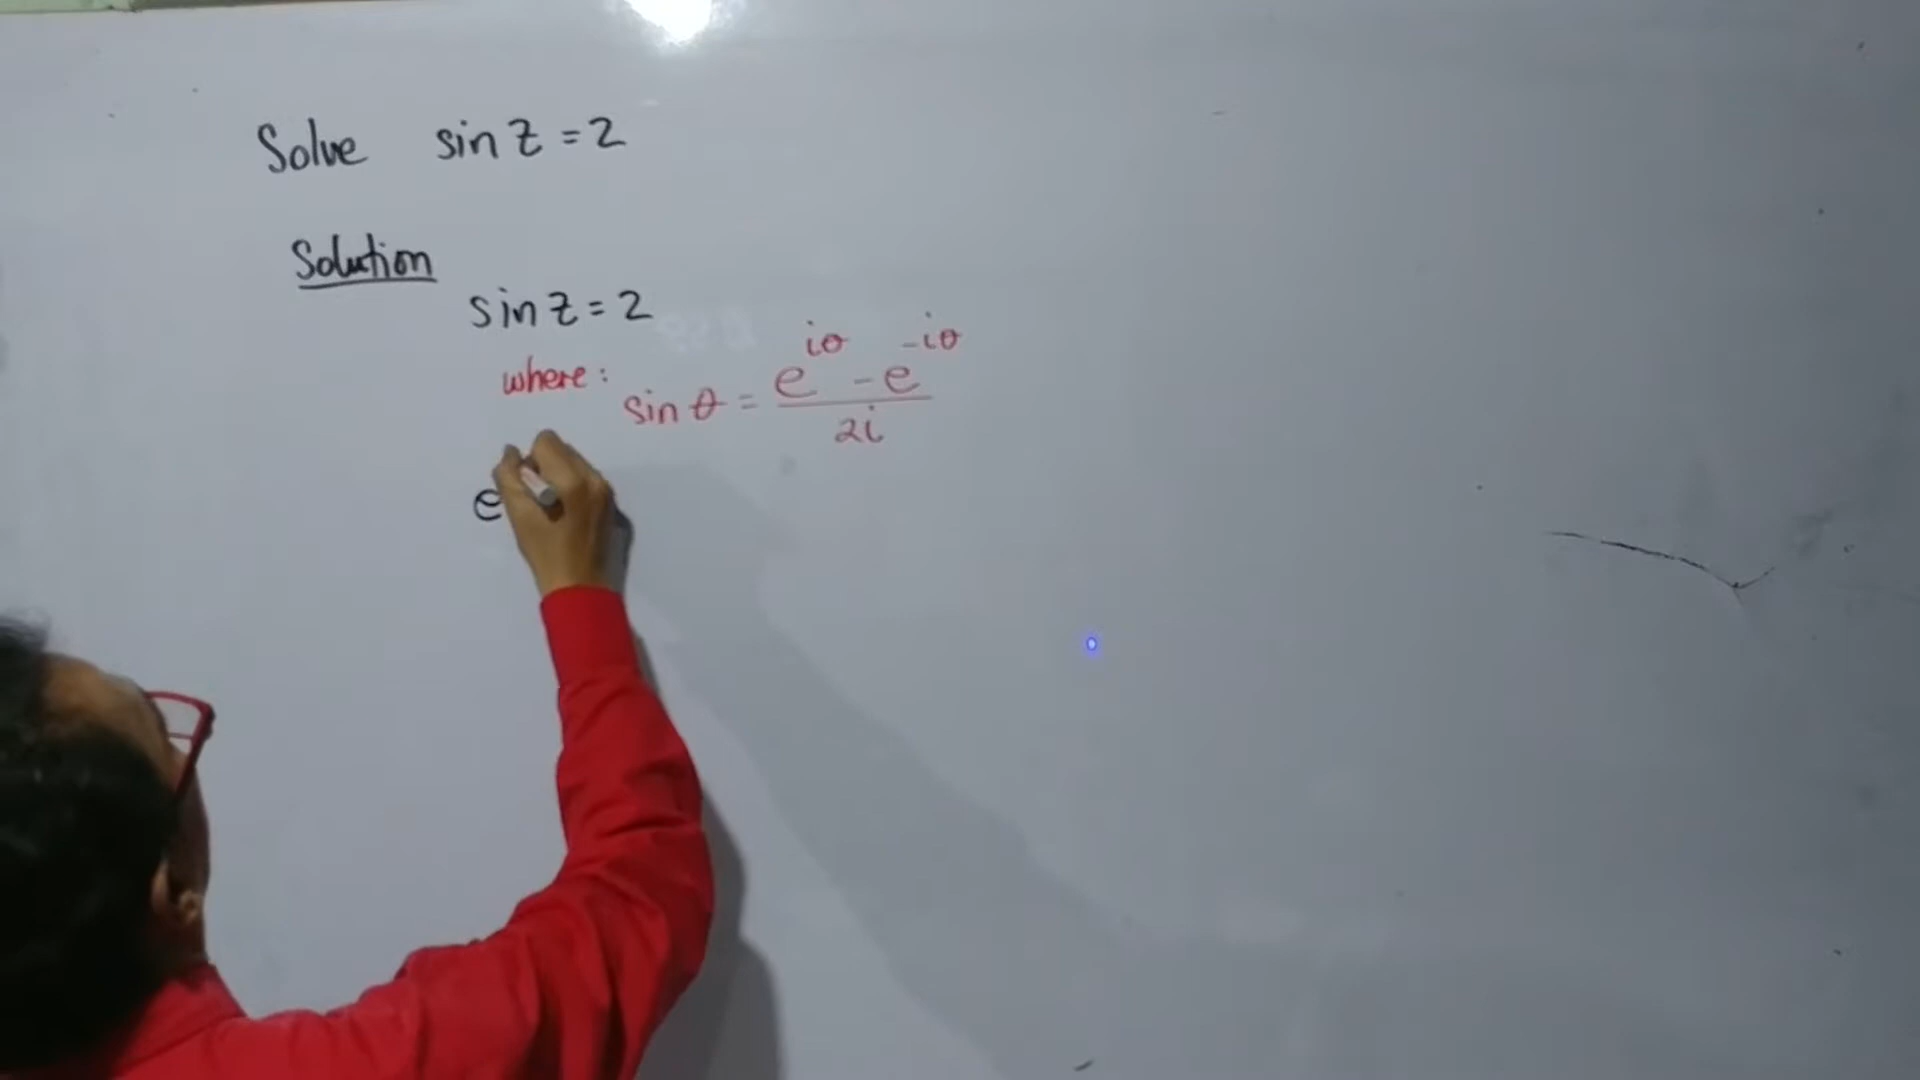 Solve sin z = 2
Solution
sin z = 2
where: sin θ = (e^{iθ} - e^{-iθ}) / 2i
e